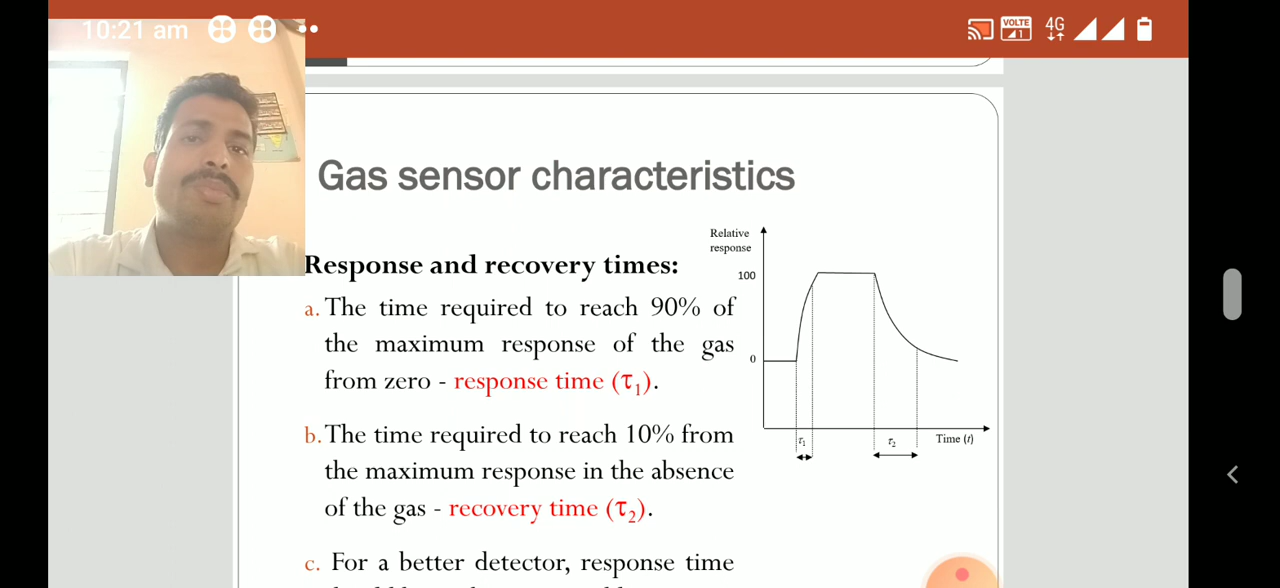 10:21 am
VOLTE
1
4G
Gas sensor characteristics
Response and recovery times:
a. The time required to reach 90% of
the maximum response of the gas
from zero - response time (τ₁).
b. The time required to reach 10% from
the maximum response in the absence
of the gas - recovery time (τ₂).
c. For a better detector, response time
Relative
response
100
0
τ₁
τ₂
Time (t)